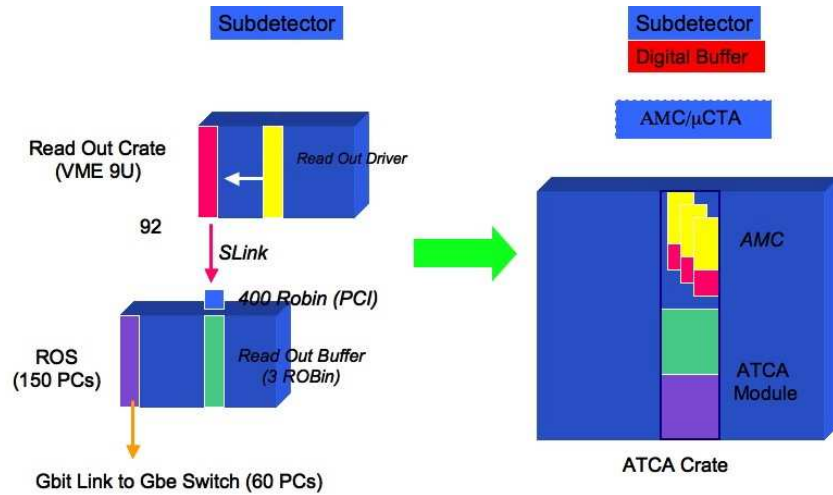 Subdetector
Read Out Crate
(VME 9U)
Read Out Driver
92
SLink
400 Robin (PCI)
ROS
(150 PCs)
Read Out Buffer
(3 ROBin)
Gbit Link to Gbe Switch (60 PCs)
Subdetector
Digital Buffer
AMC/μCTA
AMC
ATCA
Module
ATCA Crate